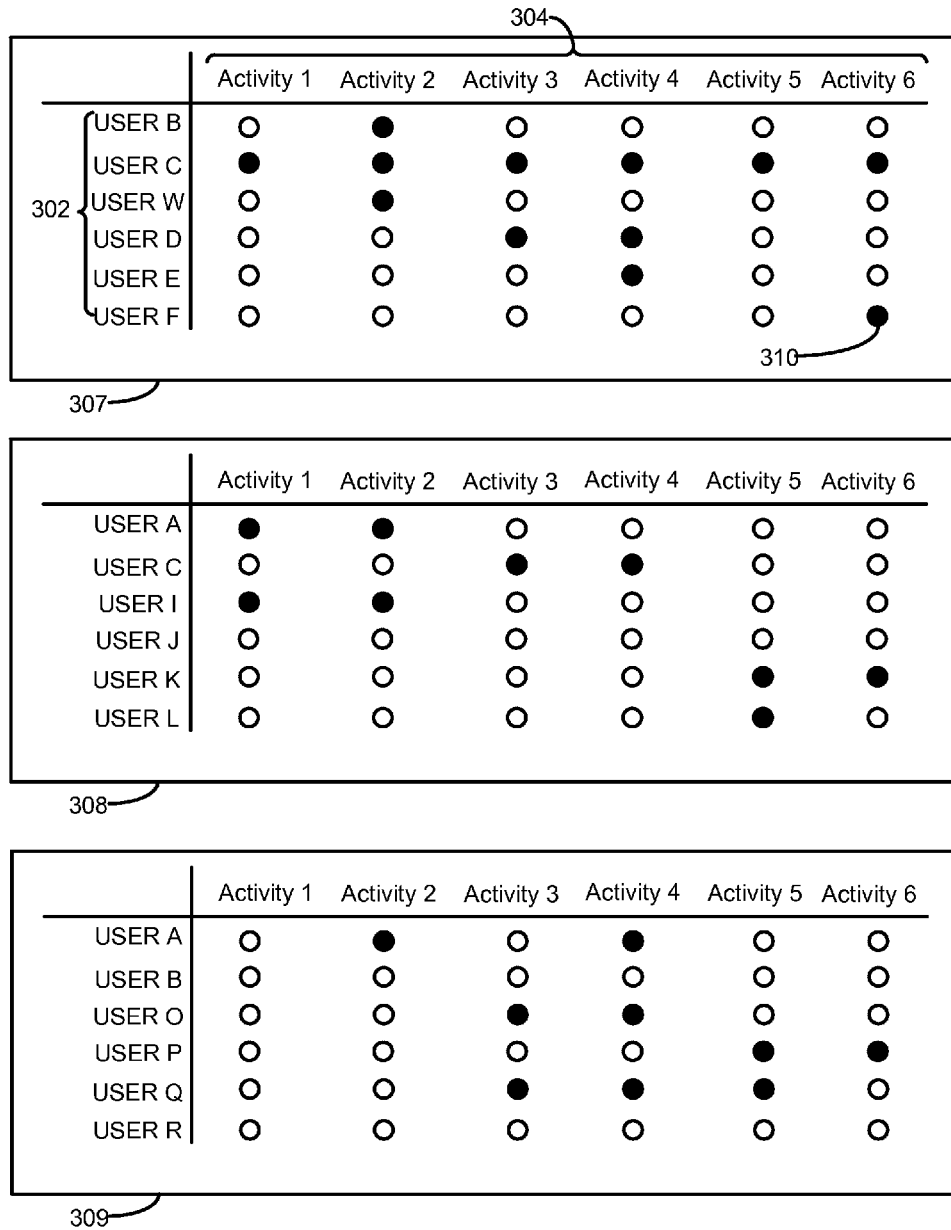 304
Activity 1 Activity 2 Activity 3 Activity 4 Activity 5 Activity 6
USER B
USER C
302 USER W
USER D
USER E
USER F
310
307
Activity 1 Activity 2 Activity 3 Activity 4 Activity 5 Activity 6
USER A
USER C
USER I
USER J
USER K
USER L
308
Activity 1 Activity 2 Activity 3 Activity 4 Activity 5 Activity 6
USER A
USER B
USER O
USER P
USER Q
USER R
309